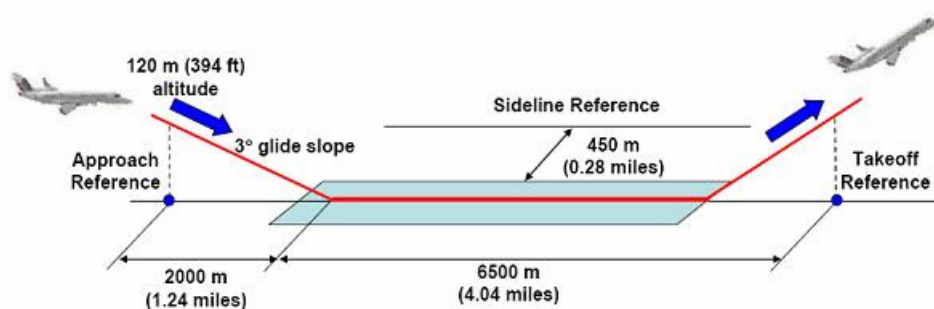 120 m (394 ft)
altitude
3° glide slope
Approach
Reference
Sideline Reference
450 m
(0.28 miles)
Takeoff
Reference
2000 m
(1.24 miles)
6500 m
(4.04 miles)